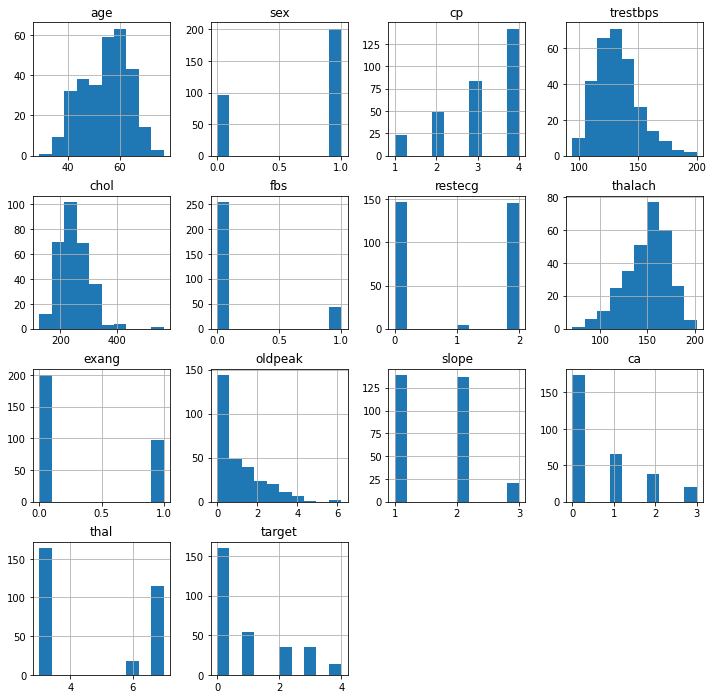 age sex cp trestbps
60 200 125 60
40 150 100 40
20 100 75 20
0 50 50 0
0 25
0
40 60 0.0 0.5 1.0 1 2 3 4 100 150 200
chol fbs restecg thalach
100 250 150 80
80 200 100 60
60 150 50 40
40 100 0 20
20 50 0
0 0
200 400 0.0 0.5 1.0 0 1 2 100 150 200
exang oldpeak slope ca
200 150 125 150
150 100 100 100
100 50 75 50
50 0 50 0
0 25
0
0.0 0.5 1.0 0 2 4 6 1 2 3 0 1 2 3
thal target
150 150
100 100
50 50
0 0
4 6 0 2 4